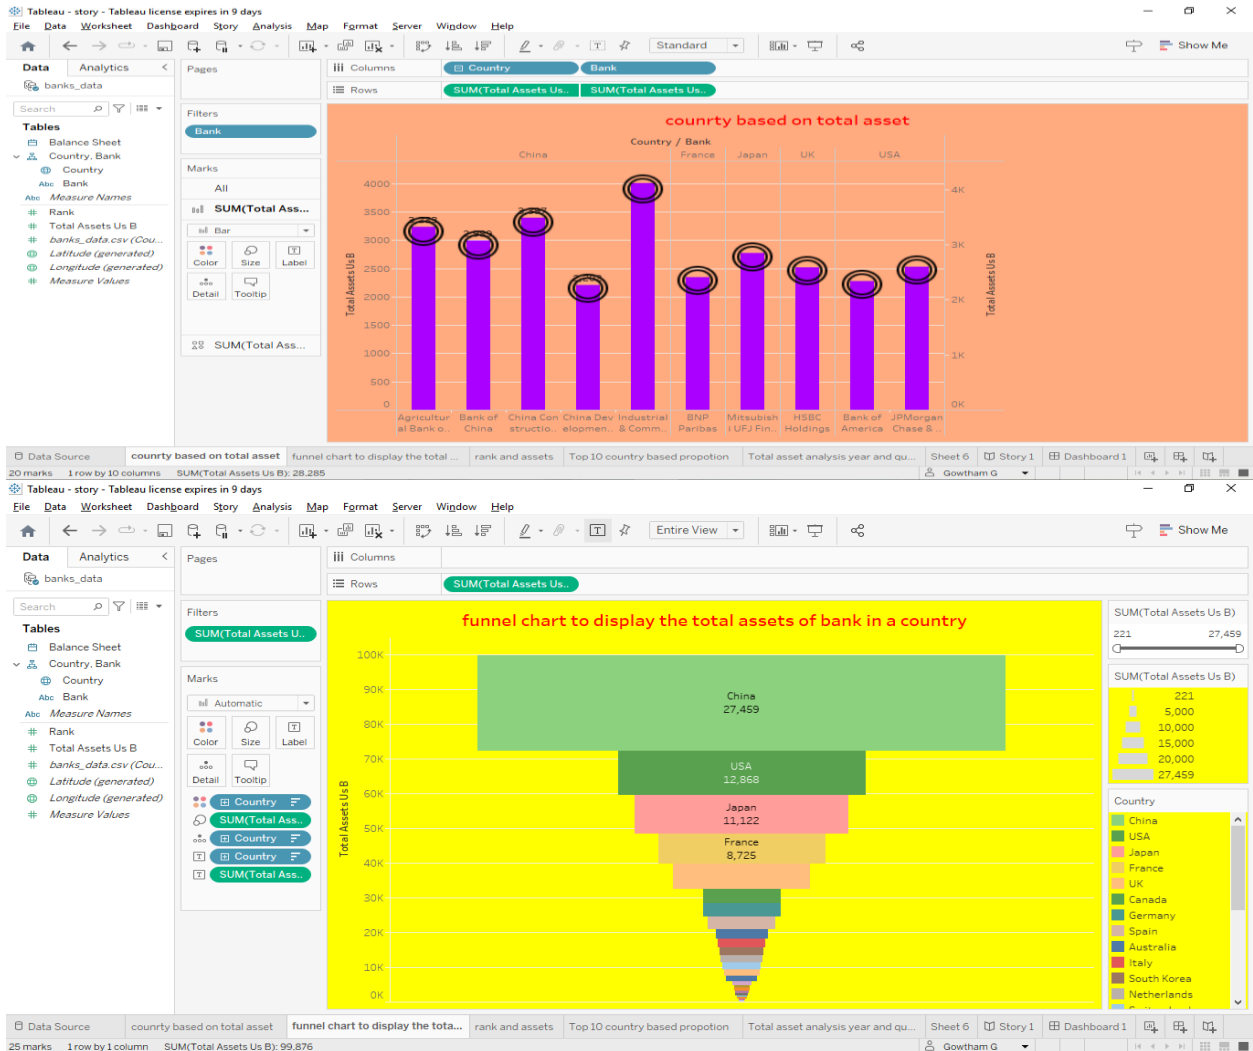 Tableau - story - Tableau license expires in 9 days
File Data Worksheet Dashboard Story Analysis Map Format Server Window Help
Standard
Show Me
Data Analytics
banks_data
Search
Tables
Balance Sheet
Country, Bank
Country
Abc Bank
Abc Measure Names
# Rank
# Total Assets Us B
# banks_data.csv (Cou...
Latitude (generated)
Longitude (generated)
# Measure Values
Pages
Filters
Bank
Marks
All
SUM(Total Ass...
Bar
Color Size Label
Detail Tooltip
SUM(Total Ass...
Columns Country Bank
Rows SUM(Total Assets Us.. SUM(Total Assets Us..
counrty based on total asset
Country / Bank
China France Japan UK USA
4000
3500
3000
2500
2000
1500
1000
500
0
Total Assets Us B
4K
3K
2K
1K
0K
Total Assets Us B
Agricultur
al Bank o..
Bank of
China
China Con
structio..
China Dev
elopmen..
Industrial
& Comm..
BNP
Paribas
Mitsubish
i UFJ Fin..
HSBC
Holdings
Bank of
America
JPMorgan
Chase & ..
Data Source counrty based on total asset funnel chart to display the total ... rank and assets Top 10 country based propotion Total asset analysis year and qu... Sheet 6 Story 1 Dashboard 1
20 marks 1 row by 10 columns SUM(Total Assets Us B): 28,285 Gowtham G
Tableau - story - Tableau license expires in 9 days
File Data Worksheet Dashboard Story Analysis Map Format Server Window Help
Entire View
Show Me
Data Analytics
banks_data
Search
Tables
Balance Sheet
Country, Bank
Country
Abc Bank
Abc Measure Names
# Rank
# Total Assets Us B
# banks_data.csv (Cou...
Latitude (generated)
Longitude (generated)
# Measure Values
Pages
Filters
SUM(Total Assets U..
Marks
Automatic
Color Size Label
Detail Tooltip
Country
SUM(Total Ass..
Country
Country
SUM(Total Ass..
Columns
Rows SUM(Total Assets Us..
funnel chart to display the total assets of bank in a country
100K
90K
80K
70K
60K
50K
40K
30K
20K
10K
0K
Total Assets Us B
China
27,459
USA
12,868
Japan
11,122
France
8,725
SUM(Total Assets Us B)
221 27,459
SUM(Total Assets Us B)
221
5,000
10,000
15,000
20,000
27,459
Country
China
USA
Japan
France
UK
Canada
Germany
Spain
Australia
Italy
South Korea
Netherlands
Data Source counrty based on total asset funnel chart to display the tota... rank and assets Top 10 country based propotion Total asset analysis year and qu... Sheet 6 Story 1 Dashboard 1
25 marks 1 row by 1 column SUM(Total Assets Us B): 99,876 Gowtham G